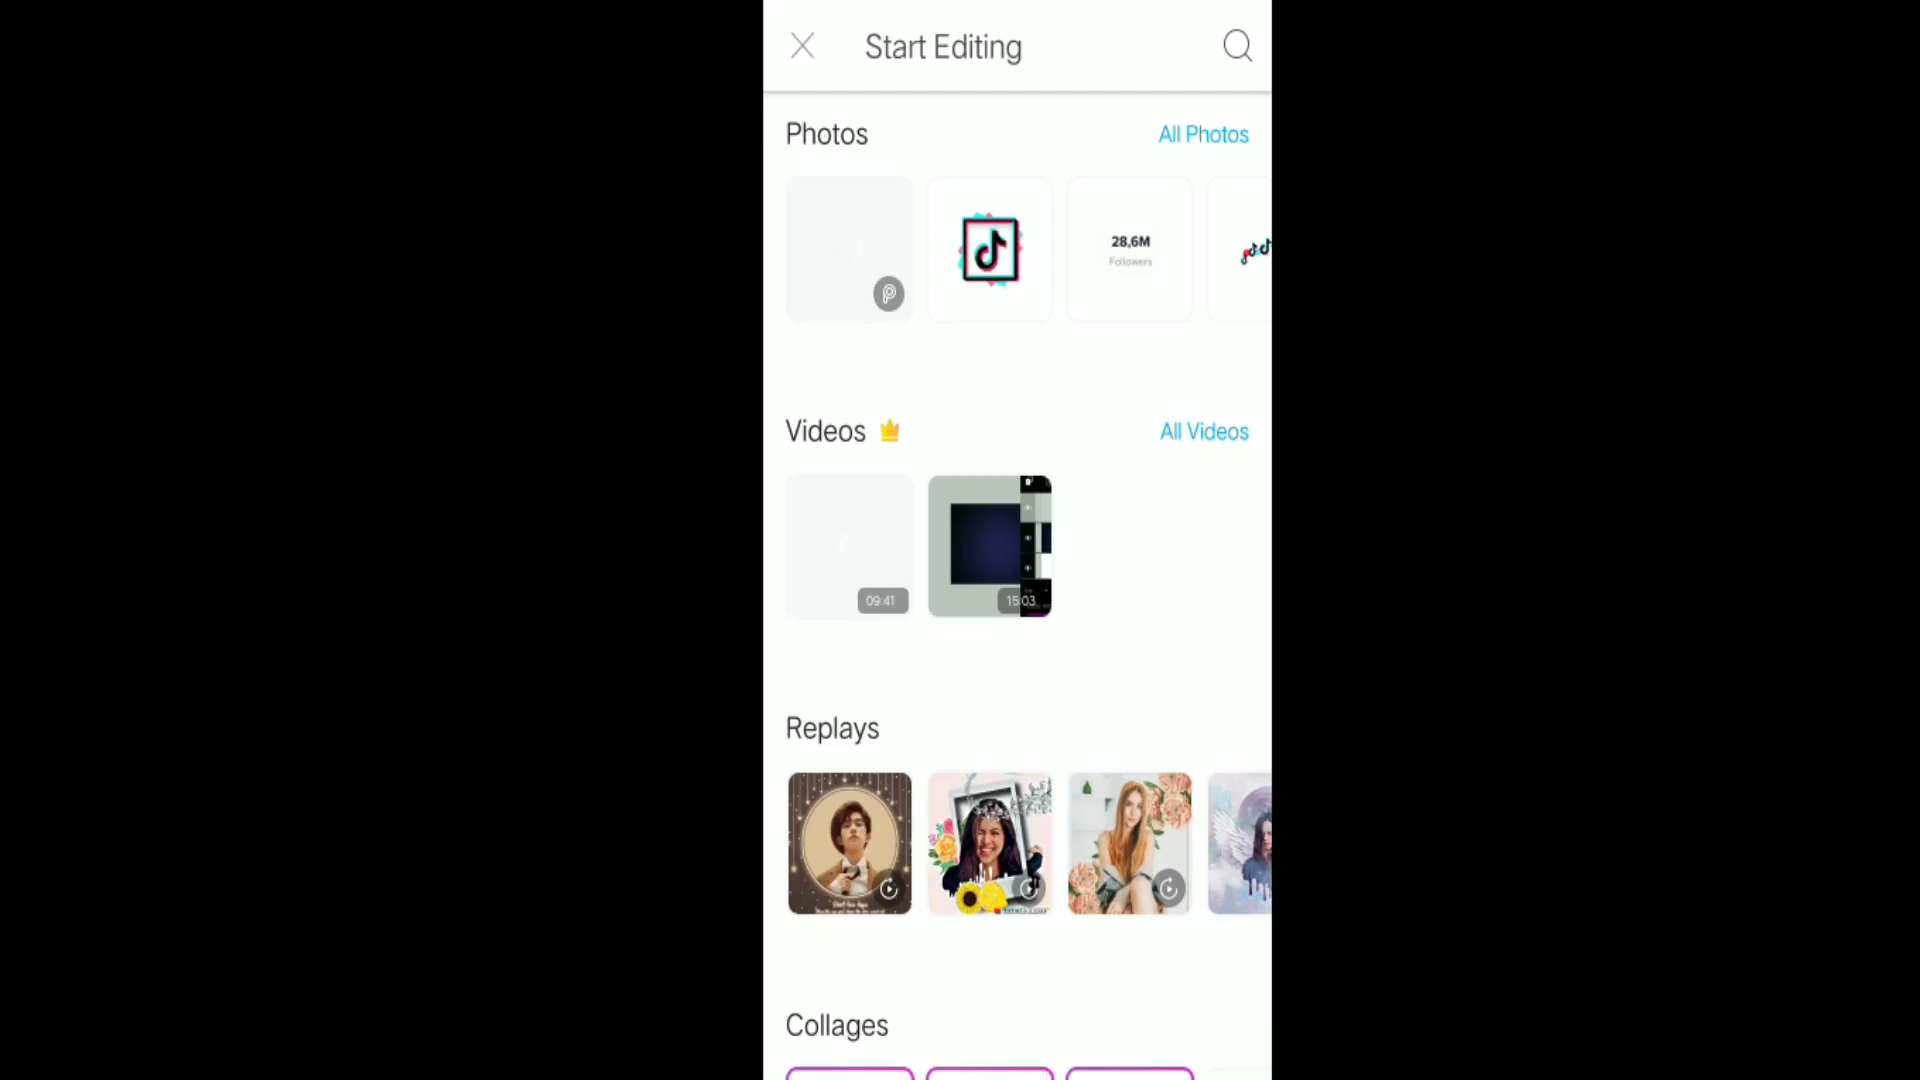 Start Editing
Photos
All Photos
28,6M
Followers
Videos
All Videos
09:41
15:03
Replays
Collages